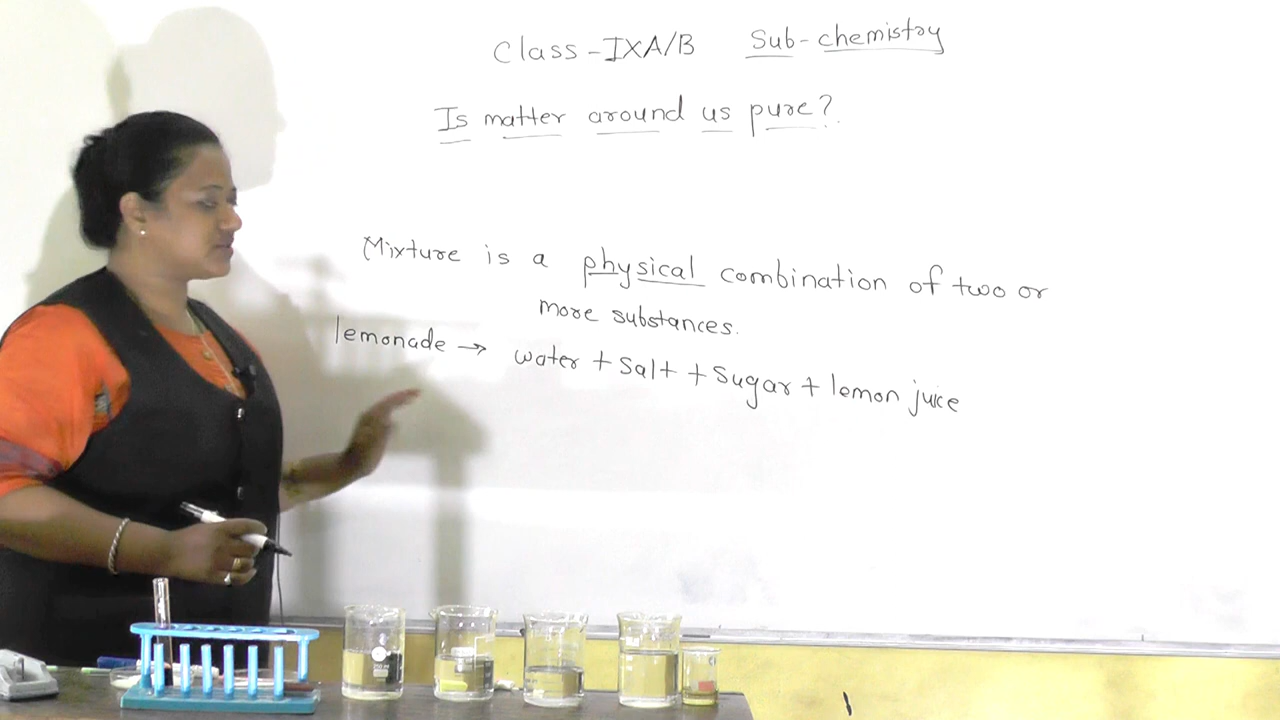 Class-IXA/B Sub-chemistry
Is matter around us pure?
Mixture is a physical combination of two or
more substances.
lemonade → water + Salt + Sugar + lemon juice